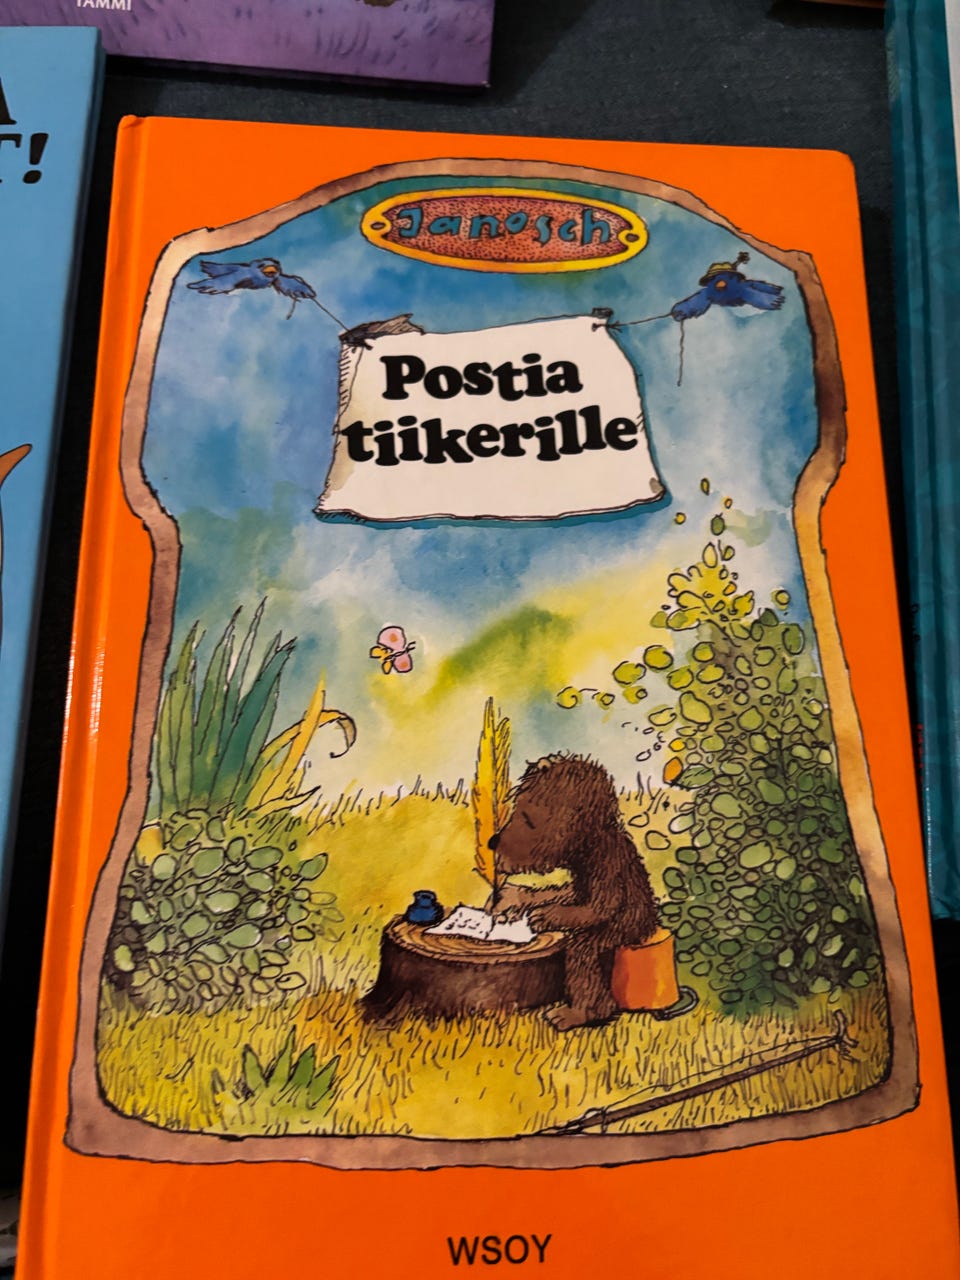 TAMMI
A
T!
Janosch
Postia
tiikerille
WSOY